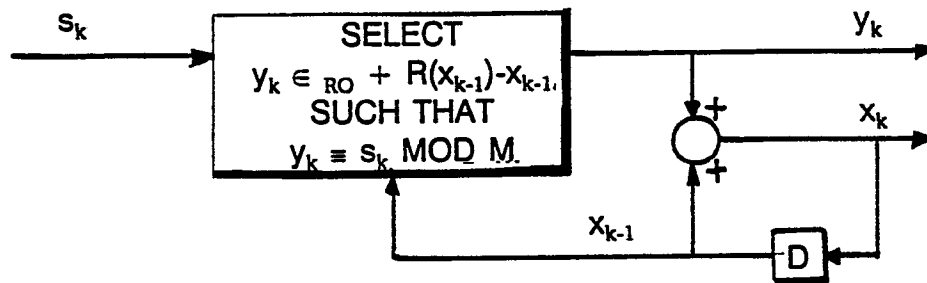 s_k
SELECT
y_k ∈ RO + R(x_{k-1})-x_{k-1},
SUCH THAT
y_k ≡ s_k MOD M
y_k
+
x_k
+
x_{k-1}
D